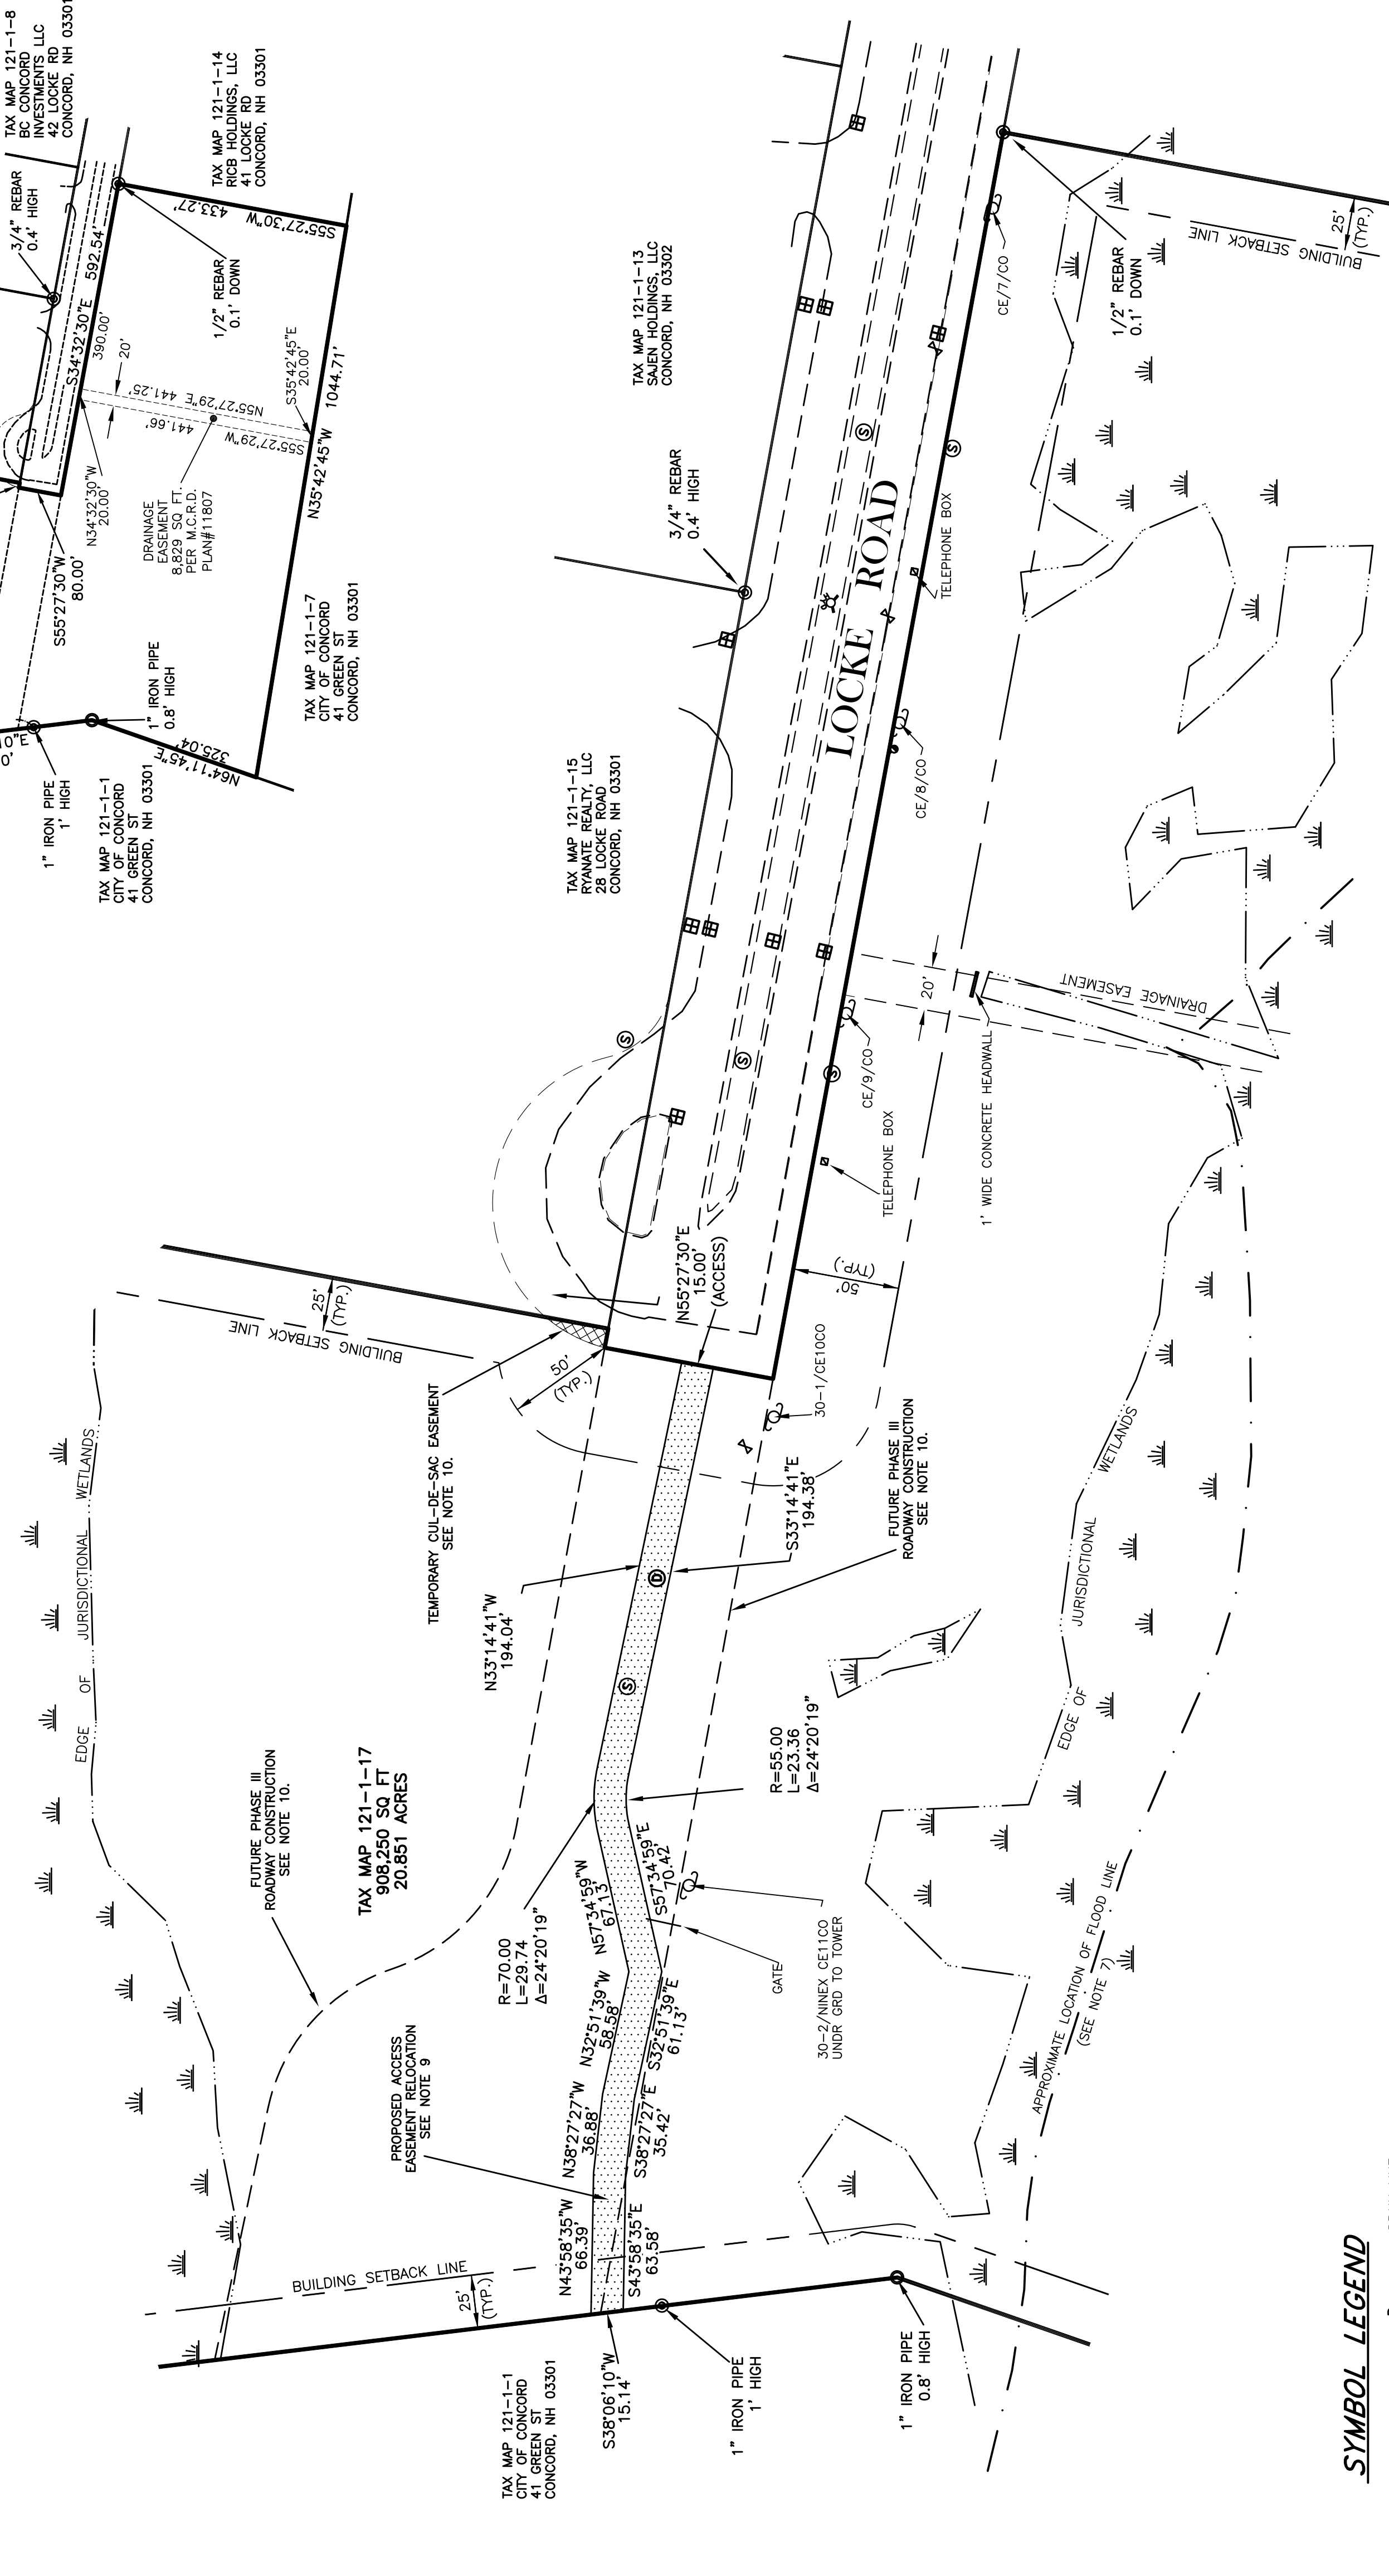 TAX MAP 121-1-8
BC CONCORD
INVESTMENTS LLC
42 LOCKE RD
CONCORD, NH 03301
TAX MAP 121-1-14
RICB HOLDINGS, LLC
41 LOCKE RD
CONCORD, NH 03301
3/4" REBAR
0.4' HIGH
S34°32'30"E 592.54'
390.00'
20'
S55°27'30"W
433.27'
1/2" REBAR
0.1' DOWN
N55°27'29"E 441.25'
441.66'
S55°27'29"W
S35°42'45"E
20.00'
N35°42'45"W 1044.71'
N34°32'30"W
20.00'
DRAINAGE
EASEMENT
8,829 SQ FT.
PER M.C.R.D.
PLAN#11807
S55°27'30"W
80.00'
1" IRON PIPE
0.8' HIGH
TAX MAP 121-1-7
CITY OF CONCORD
41 GREEN ST
CONCORD, NH 03301
N64°11'45"E
325.04'
0"E
0'
1" IRON PIPE
1' HIGH
TAX MAP 121-1-1
CITY OF CONCORD
41 GREEN ST
CONCORD, NH 03301
TAX MAP 121-1-13
SAJEN HOLDINGS, LLC
CONCORD, NH 03302
3/4" REBAR
0.4' HIGH
TAX MAP 121-1-15
RYANATE REALTY, LLC
28 LOCKE ROAD
CONCORD, NH 03301
LOCKE ROAD
CE/7/CO
1/2" REBAR
0.1' DOWN
BUILDING SETBACK LINE
25'
(TYP.)
S
S
TELEPHONE BOX
CE/8/CO
20'
DRAINAGE EASEMENT
1' WIDE CONCRETE HEADWALL
CE/9/CO
S
S
S
TELEPHONE BOX
N55°27'30"E
15.00'
(ACCESS)
50'
(TYP.)
25'
(TYP.)
BUILDING SETBACK LINE
50'
(TYP.)
TEMPORARY CUL-DE-SAC EASEMENT
SEE NOTE 10.
30-1/CE10CO
FUTURE PHASE III
ROADWAY CONSTRUCTION
SEE NOTE 10.
S33°14'41"E
194.38'
N33°14'41"W
194.04'
D
S
EDGE OF JURISDICTIONAL WETLANDS
EDGE OF JURISDICTIONAL WETLANDS
FUTURE PHASE III
ROADWAY CONSTRUCTION
SEE NOTE 10.
TAX MAP 121-1-17
908,250 SQ FT
20.851 ACRES
R=55.00
L=23.36
Δ=24°20'19"
R=70.00
L=29.74
Δ=24°20'19"
N57°34'59"W
67.13'
S57°34'59"E
70.42'
GATE
30-2/NINEX CE11CO
UNDR GRD TO TOWER
N32°51'39"W
58.58'
S32°51'39"E
61.13'
PROPOSED ACCESS
EASEMENT RELOCATION
SEE NOTE 9
N38°27'27"W
36.88'
S38°27'27"E
35.42'
N43°58'35"W
66.39'
S43°58'35"E
63.58'
APPROXIMATE LOCATION OF FLOOD LINE
(SEE NOTE 7)
BUILDING SETBACK LINE
25'
(TYP.)
TAX MAP 121-1-1
CITY OF CONCORD
41 GREEN ST
CONCORD, NH 03301
S38°06'10"W
15.14'
1" IRON PIPE
1' HIGH
1" IRON PIPE
0.8' HIGH
SYMBOL LEGEND